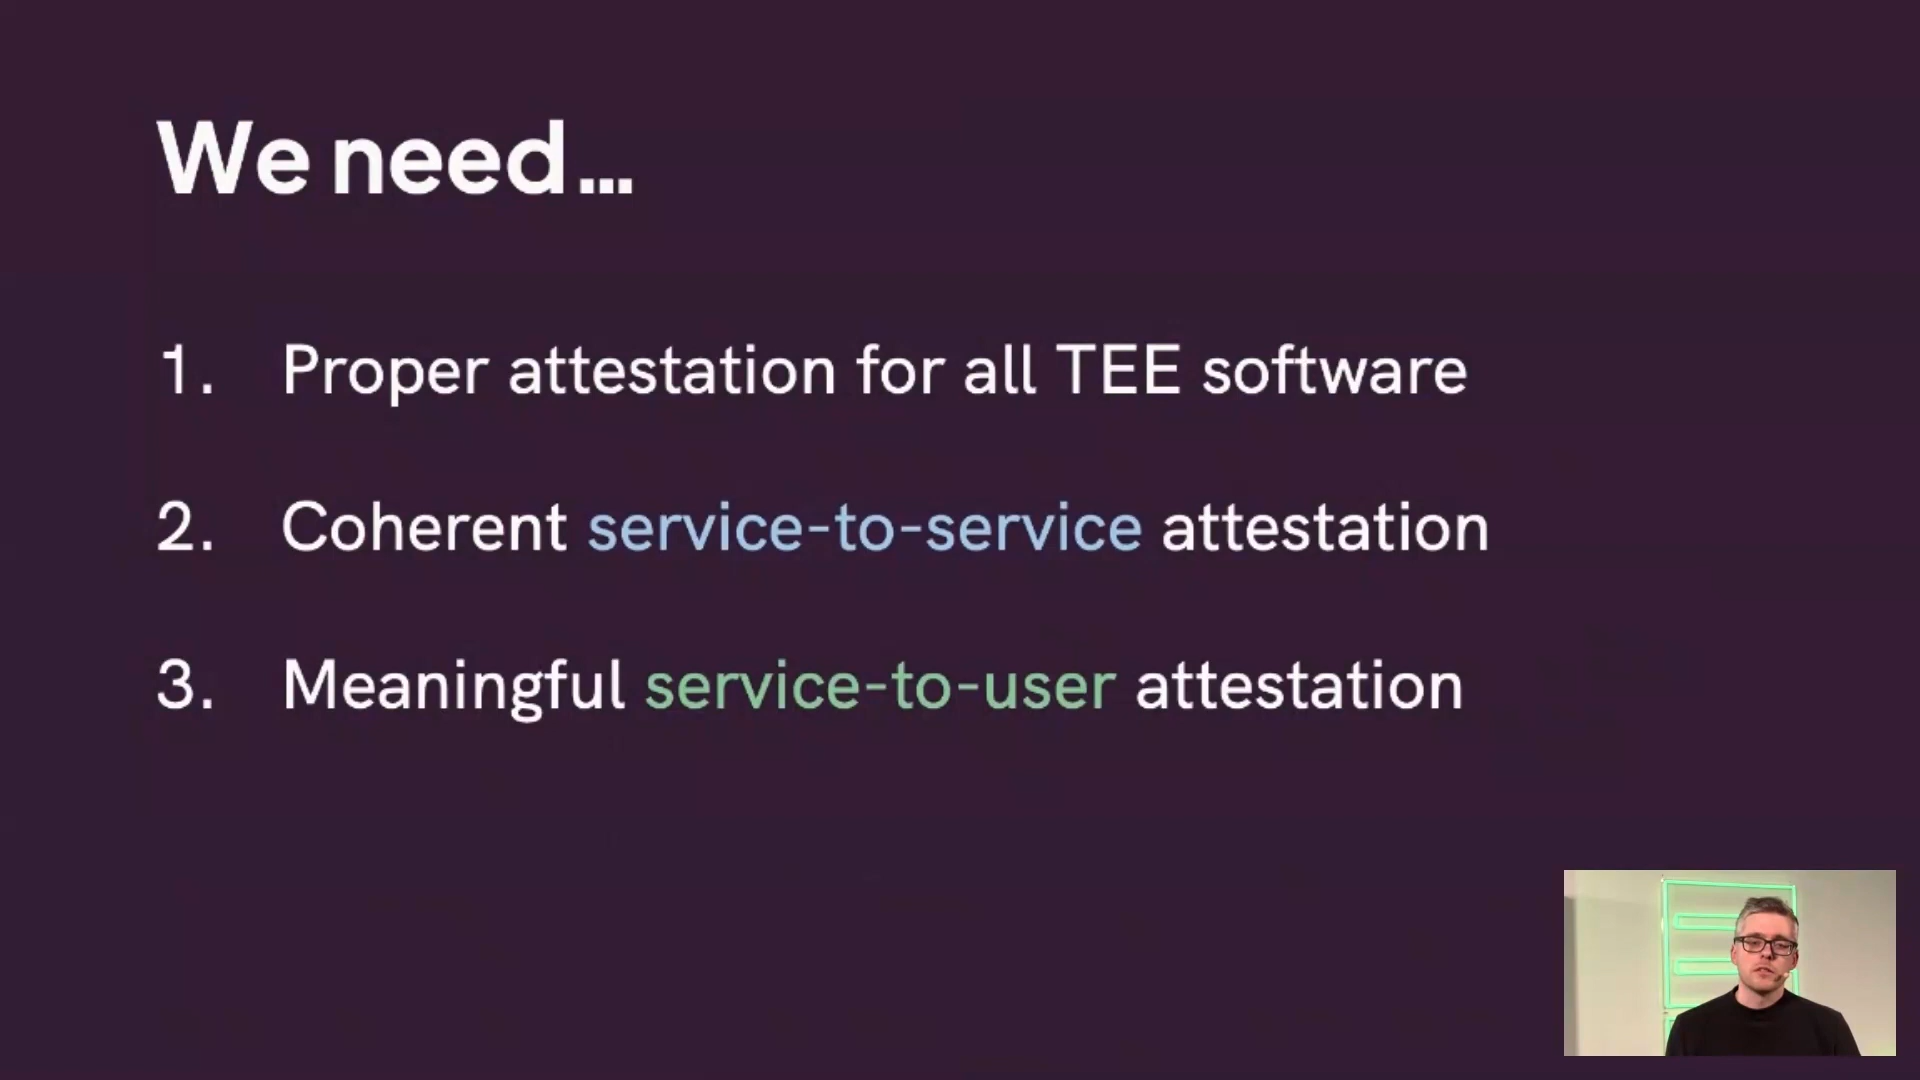 We need...
1. Proper attestation for all TEE software
2. Coherent service-to-service attestation
3. Meaningful service-to-user attestation